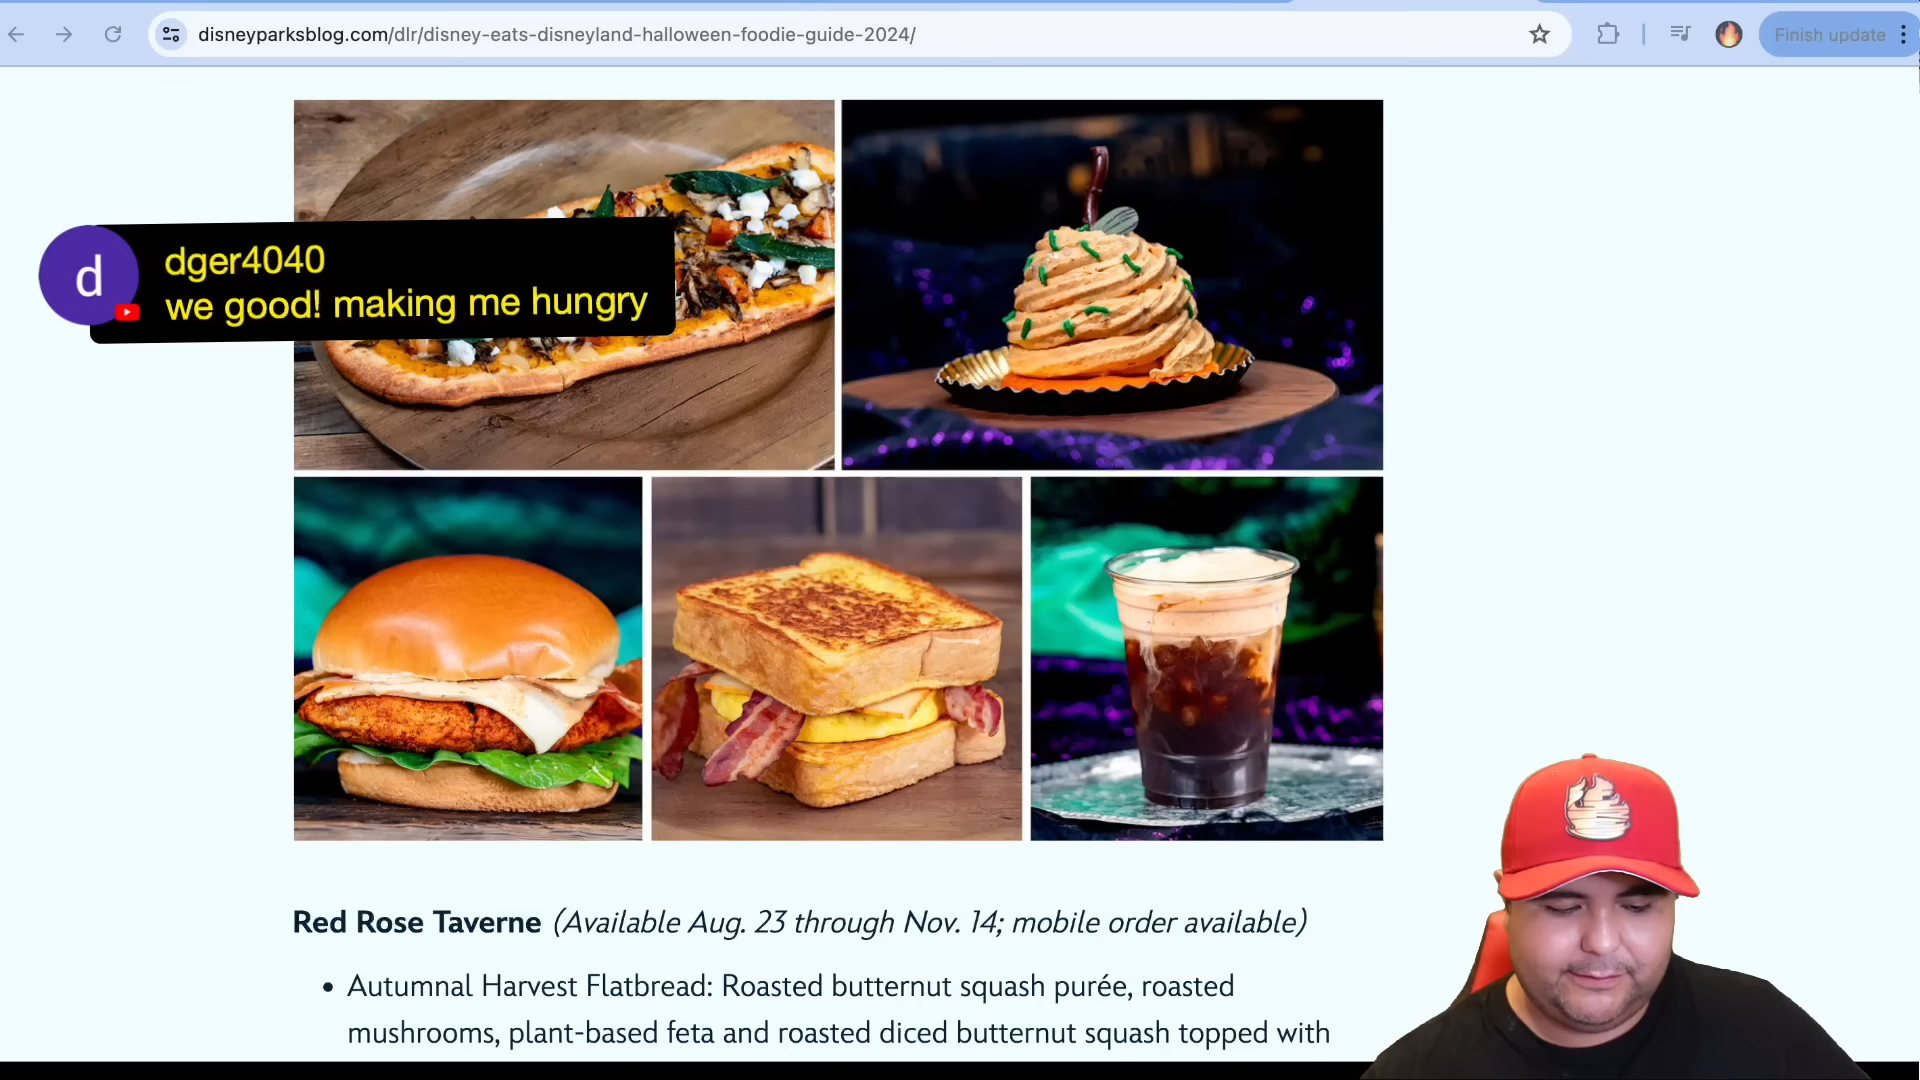 disneyparksblog.com/dlr/disney-eats-disneyland-halloween-foodie-guide-2024/
Finish update
d
dger4040
we good! making me hungry
Red Rose Taverne (Available Aug. 23 through Nov. 14; mobile order available)
• Autumnal Harvest Flatbread: Roasted butternut squash purée, roasted
mushrooms, plant-based feta and roasted diced butternut squash topped with